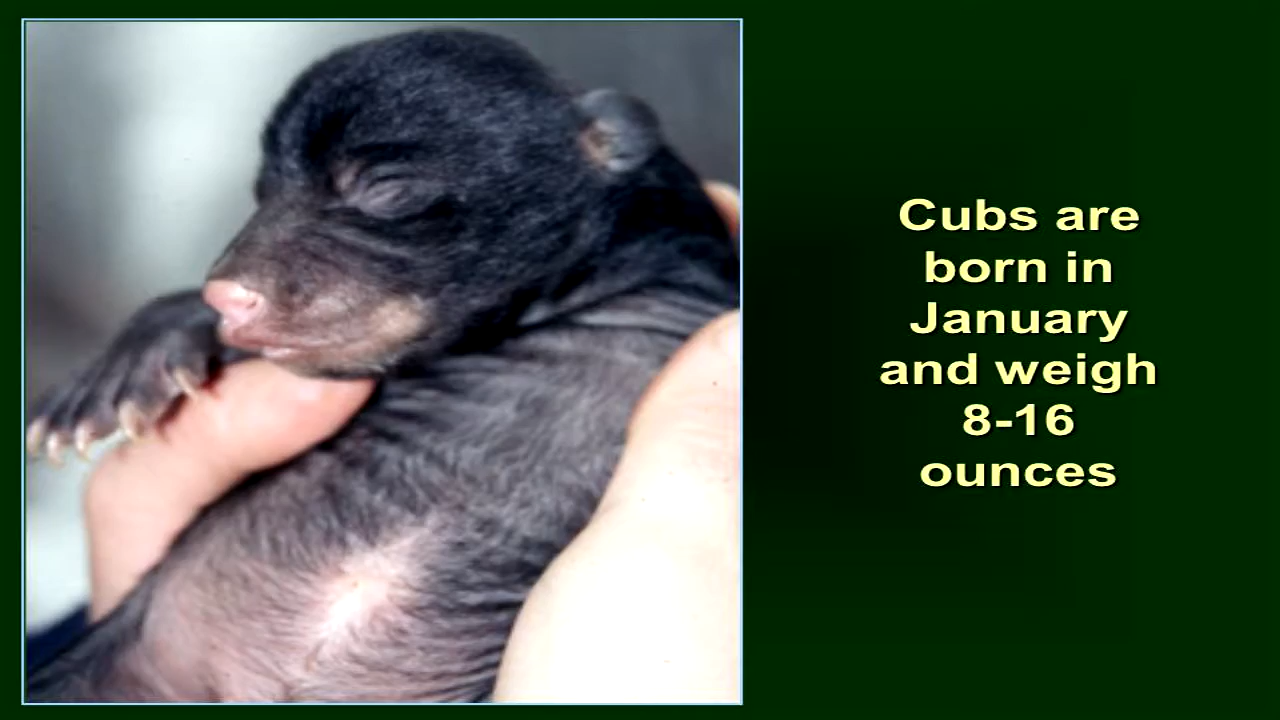 Cubs are
born in
January
and weigh
8-16
ounces